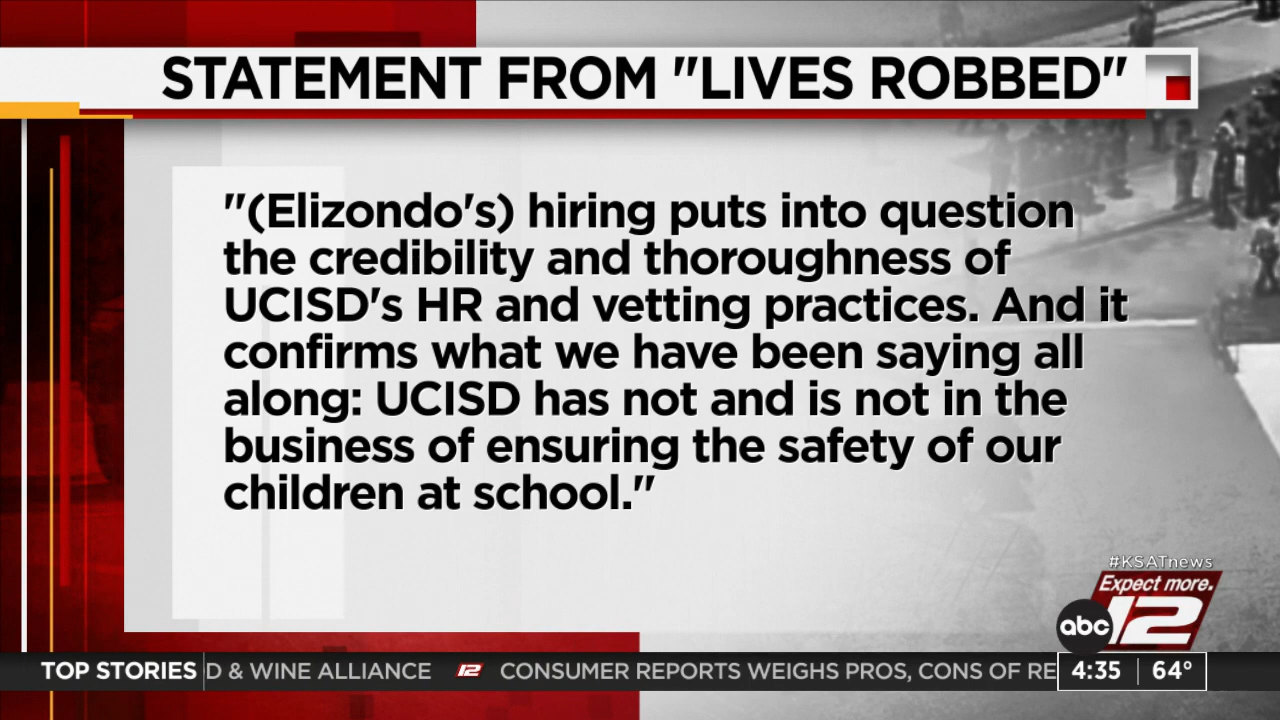 STATEMENT FROM "LIVES ROBBED"
"(Elizondo's) hiring puts into question
the credibility and thoroughness of
UCISD's HR and vetting practices. And it
confirms what we have been saying all
along: UCISD has not and is not in the
business of ensuring the safety of our
children at school."
#KSATnews
Expect more.
abc 12
TOP STORIES D & WINE ALLIANCE 12 CONSUMER REPORTS WEIGHS PROS, CONS OF RE 4:35 64°